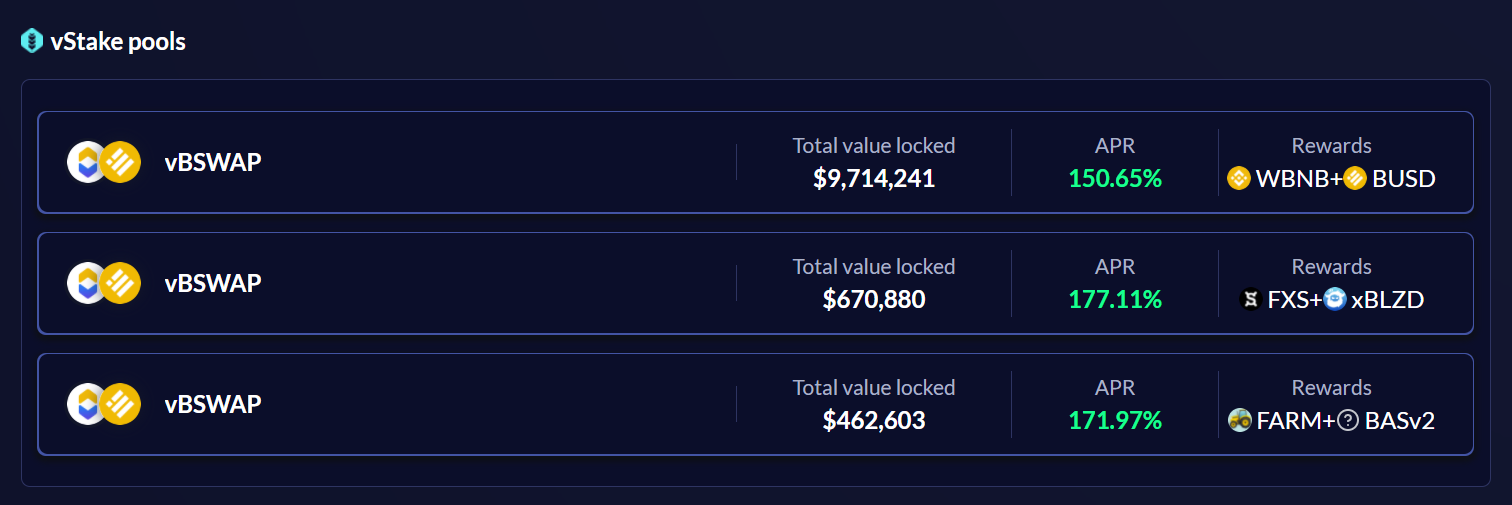 vStake pools
vBSWAP
Total value locked
$9,714,241
APR
150.65%
Rewards
WBNB+ BUSD
vBSWAP
Total value locked
$670,880
APR
177.11%
Rewards
FXS+ xBLZD
vBSWAP
Total value locked
$462,603
APR
171.97%
Rewards
FARM+ BASv2